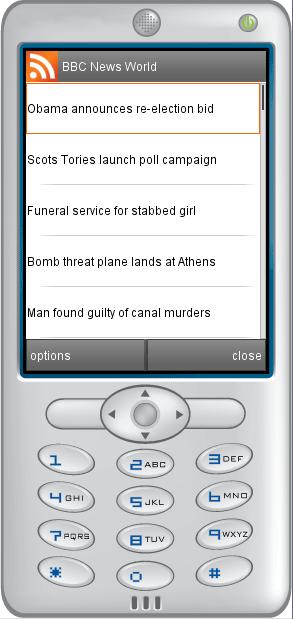 BBC News World
Obama announces re-election bid
Scots Tories launch poll campaign
Funeral service for stabbed girl
Bomb threat plane lands at Athens
Man found guilty of canal murders
options close
1 2 ABC 3 DEF
4 GHI 5 JKL 6 MNO
7 PQRS 8 TUV 9 WXYZ
* 0 #